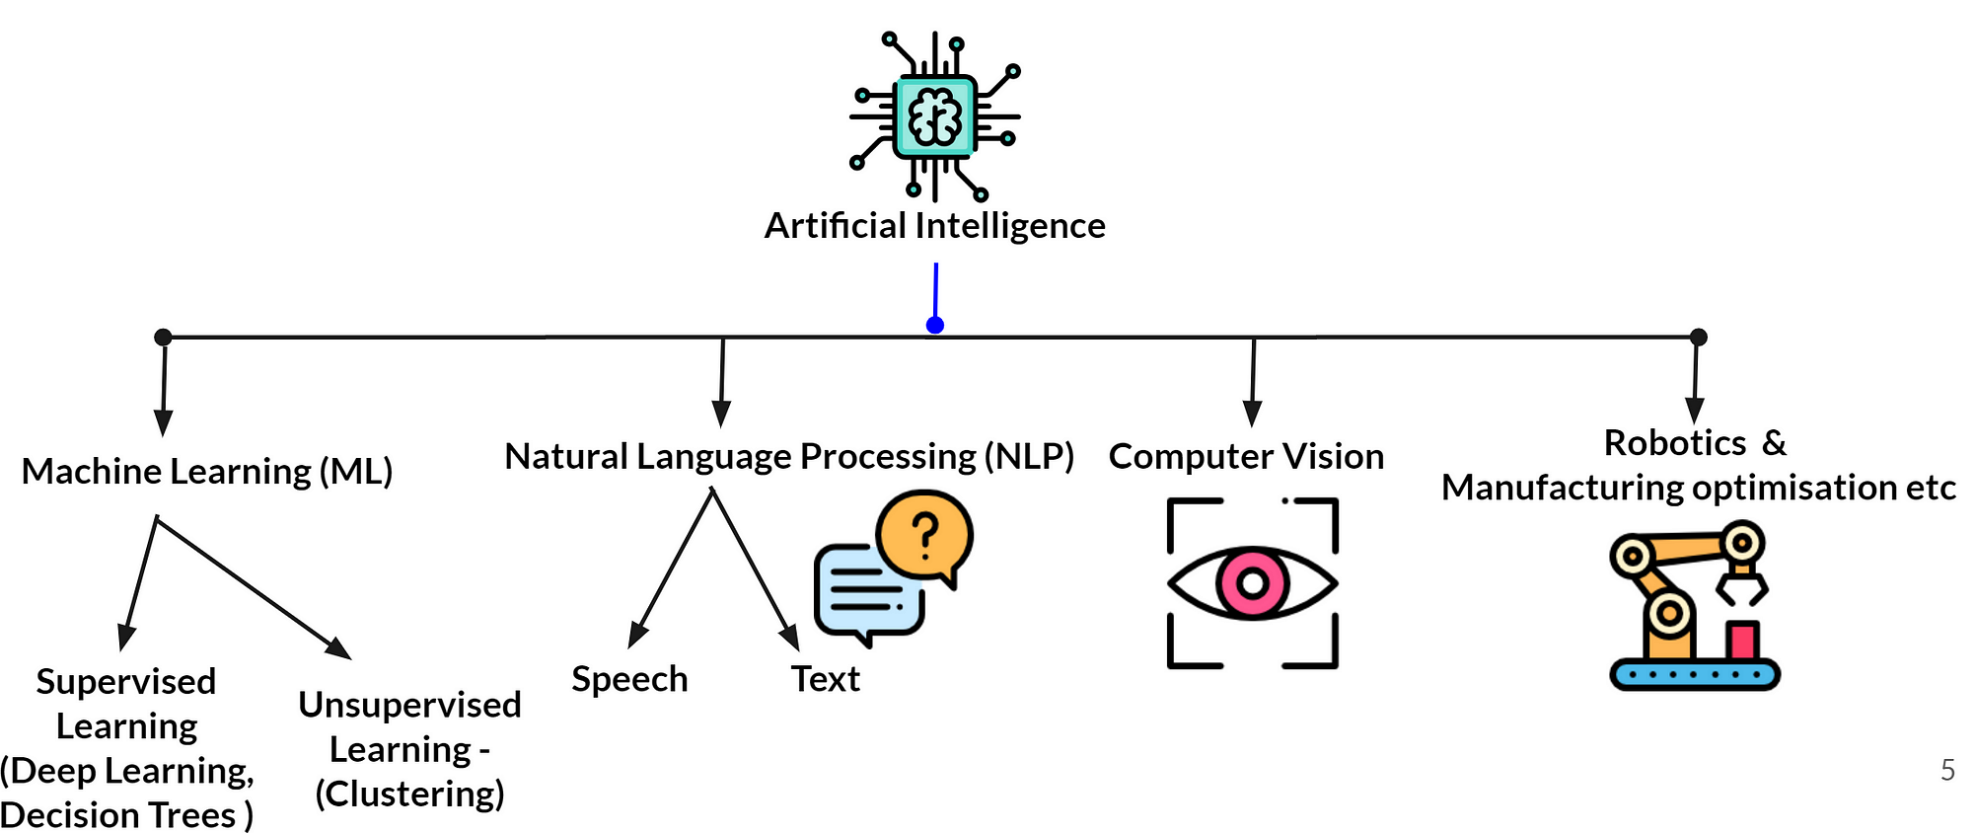 Artificial Intelligence
Machine Learning (ML)
Natural Language Processing (NLP)
Computer Vision
Robotics  &
Manufacturing optimisation etc
Supervised
Learning
(Deep Learning,
Decision Trees )
Unsupervised
Learning -
(Clustering)
Speech
Text
?
5